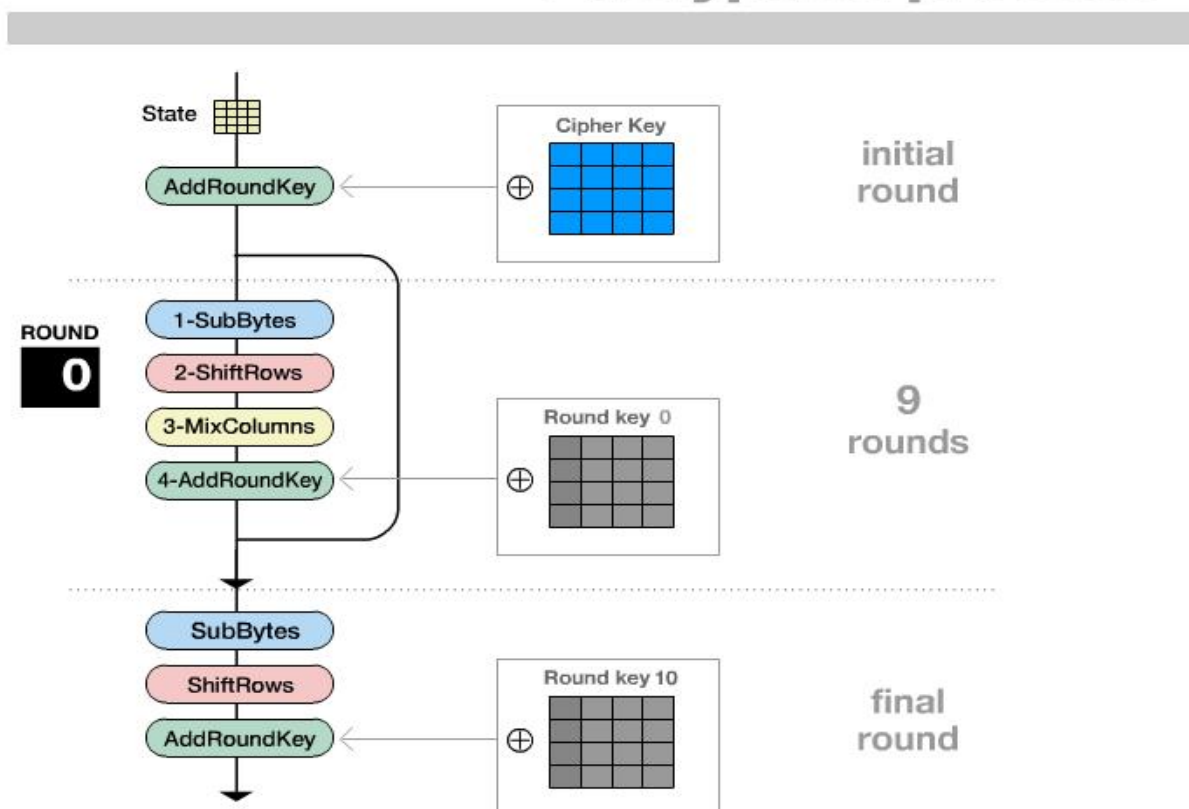 State
AddRoundKey
Cipher Key
initial
round
ROUND
0
1-SubBytes
2-ShiftRows
3-MixColumns
4-AddRoundKey
Round key 0
9
rounds
SubBytes
ShiftRows
AddRoundKey
Round key 10
final
round